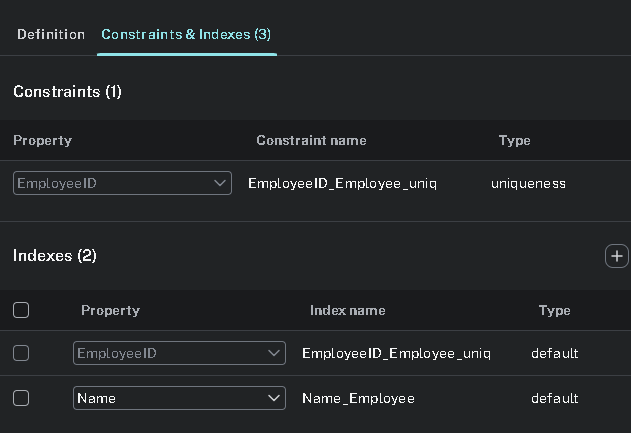 Definition Constraints & Indexes (3)
Constraints (1)
Property Constraint name Type
EmployeeID EmployeeID_Employee_uniq uniqueness
Indexes (2)
Property Index name Type
EmployeeID EmployeeID_Employee_uniq default
Name Name_Employee default